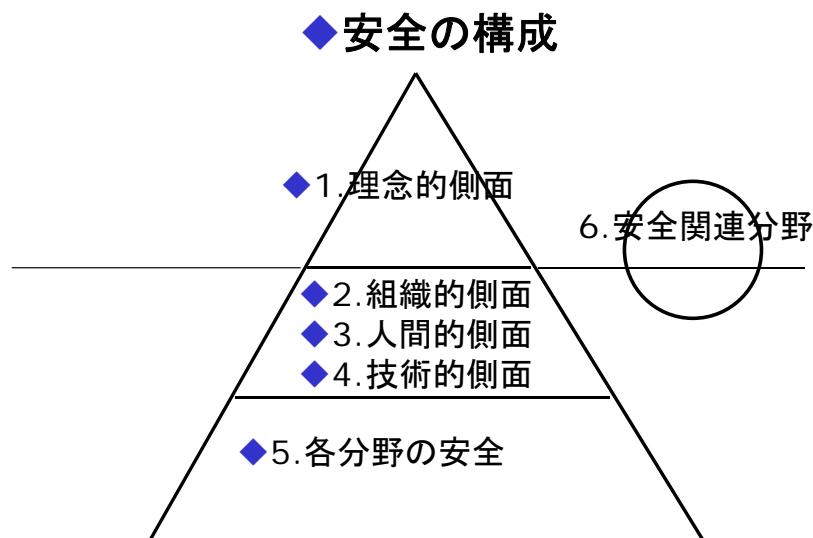 ◆安全の構成
◆1.理念的側面
6.安全関連分野
◆2.組織的側面
◆3.人間的側面
◆4.技術的側面
◆5.各分野の安全